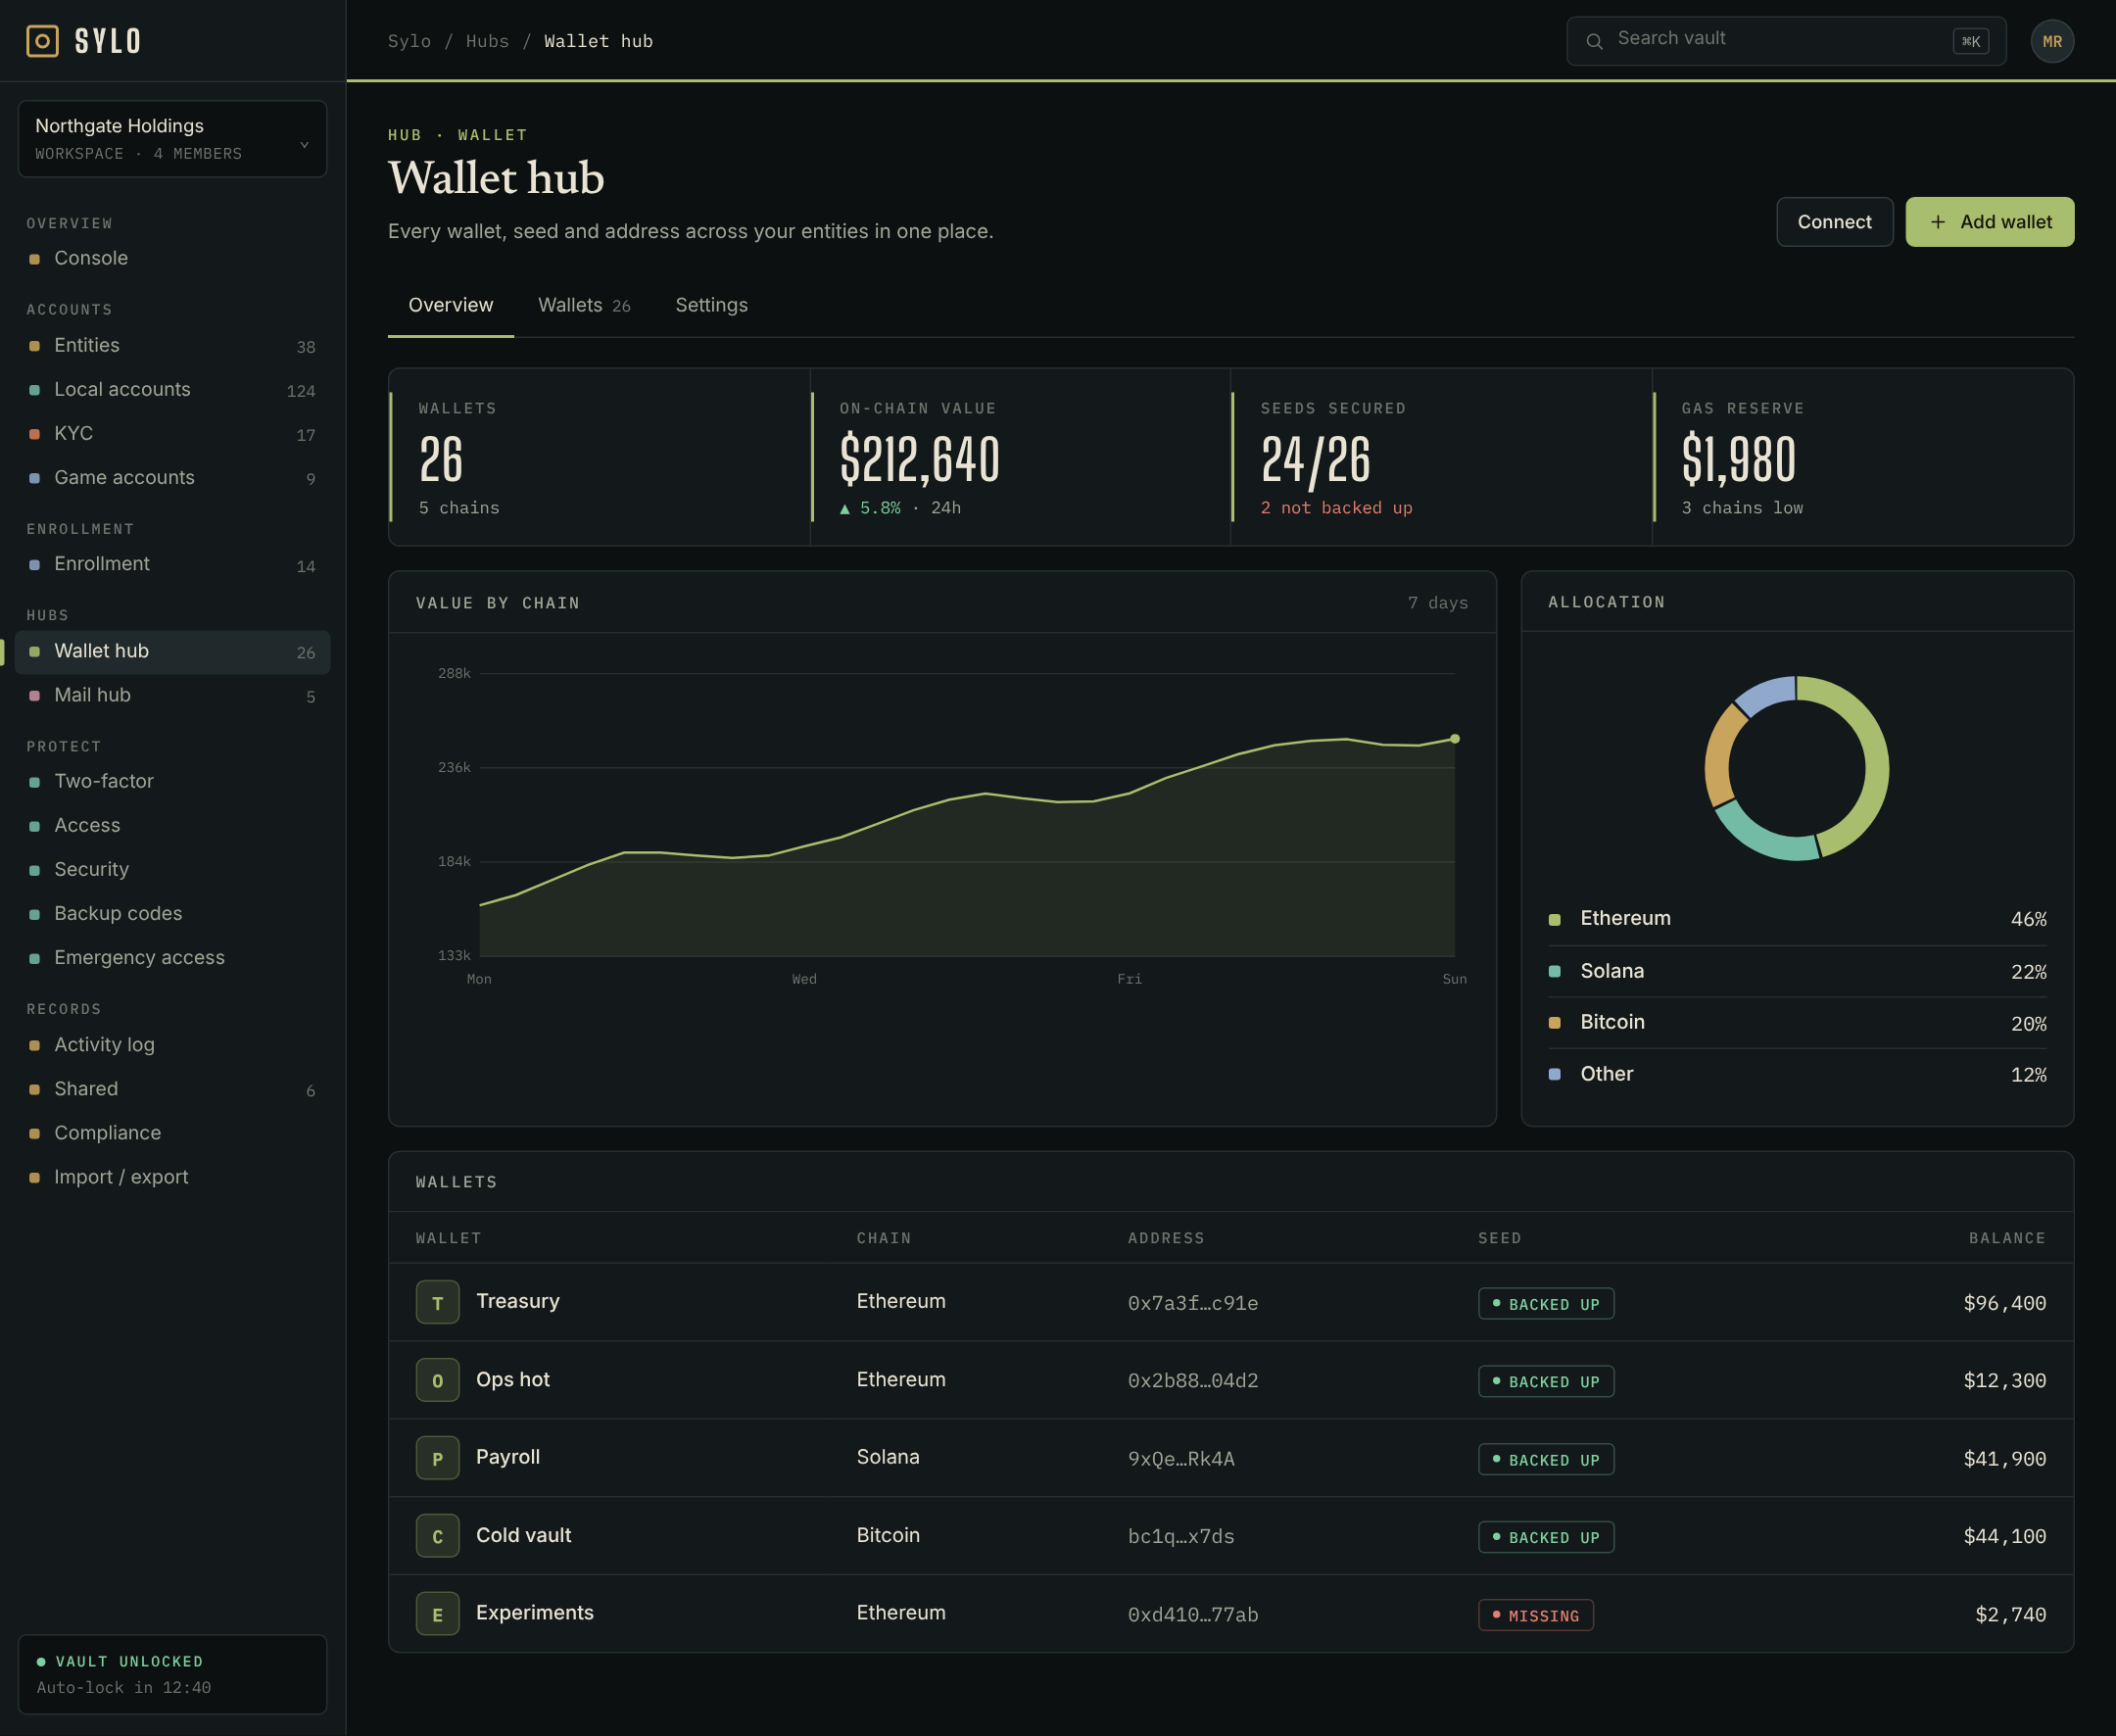 SYLO
Sylo / Hubs / Wallet hub
Search vault
⌘K
MR
Northgate Holdings
WORKSPACE · 4 MEMBERS
OVERVIEW
Console
ACCOUNTS
Entities 38
Local accounts 124
KYC 17
Game accounts 9
ENROLLMENT
Enrollment 14
HUBS
Wallet hub 26
Mail hub 5
PROTECT
Two-factor
Access
Security
Backup codes
Emergency access
RECORDS
Activity log
Shared 6
Compliance
Import / export
VAULT UNLOCKED
Auto-lock in 12:40
HUB · WALLET
Wallet hub
Every wallet, seed and address across your entities in one place.
Connect
+ Add wallet
Overview Wallets 26 Settings
WALLETS
26
5 chains
ON-CHAIN VALUE
$212,640
▲ 5.8% · 24h
SEEDS SECURED
24/26
2 not backed up
GAS RESERVE
$1,980
3 chains low
VALUE BY CHAIN 7 days
288k
236k
184k
133k
Mon Wed Fri Sun
ALLOCATION
Ethereum 46%
Solana 22%
Bitcoin 20%
Other 12%
WALLETS
WALLET CHAIN ADDRESS SEED BALANCE
T Treasury Ethereum 0x7a3f…c91e BACKED UP $96,400
O Ops hot Ethereum 0x2b88…04d2 BACKED UP $12,300
P Payroll Solana 9xQe…Rk4A BACKED UP $41,900
C Cold vault Bitcoin bc1q…x7ds BACKED UP $44,100
E Experiments Ethereum 0xd410…77ab MISSING $2,740